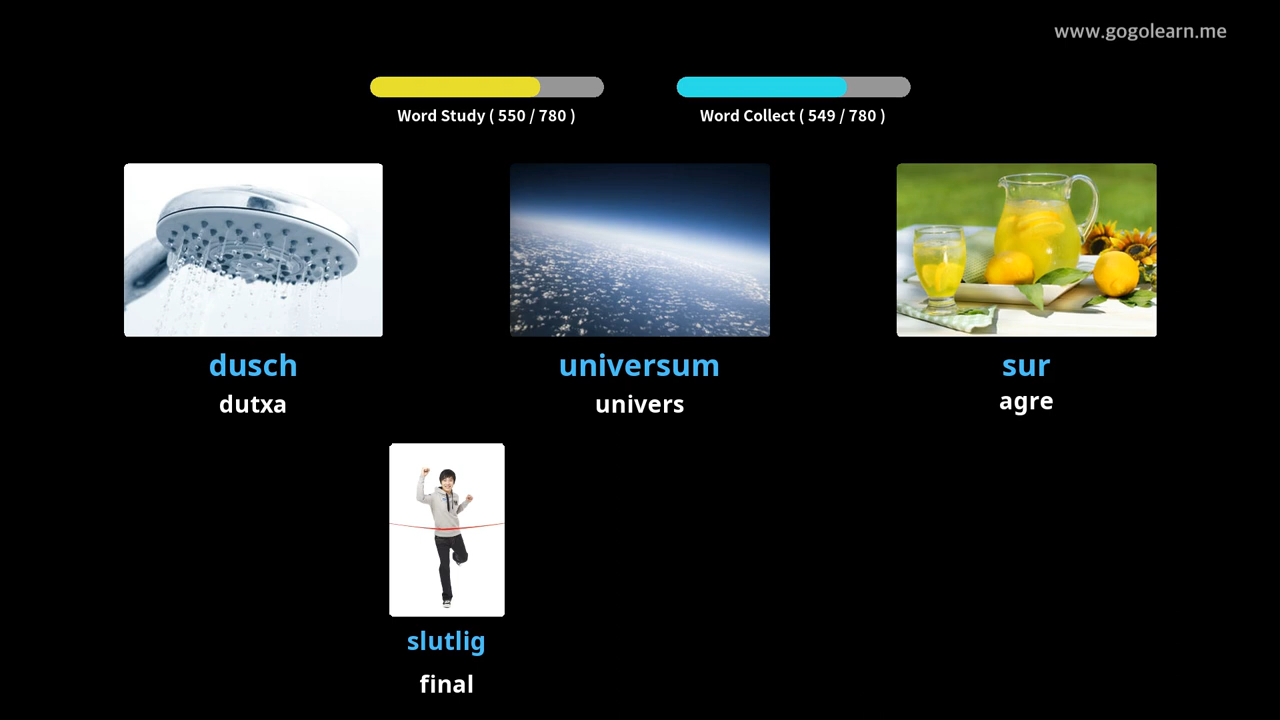 www.gogolearn.me
Word Study ( 550 / 780 )
Word Collect ( 549 / 780 )
dusch
dutxa
universum
univers
sur
agre
slutlig
final